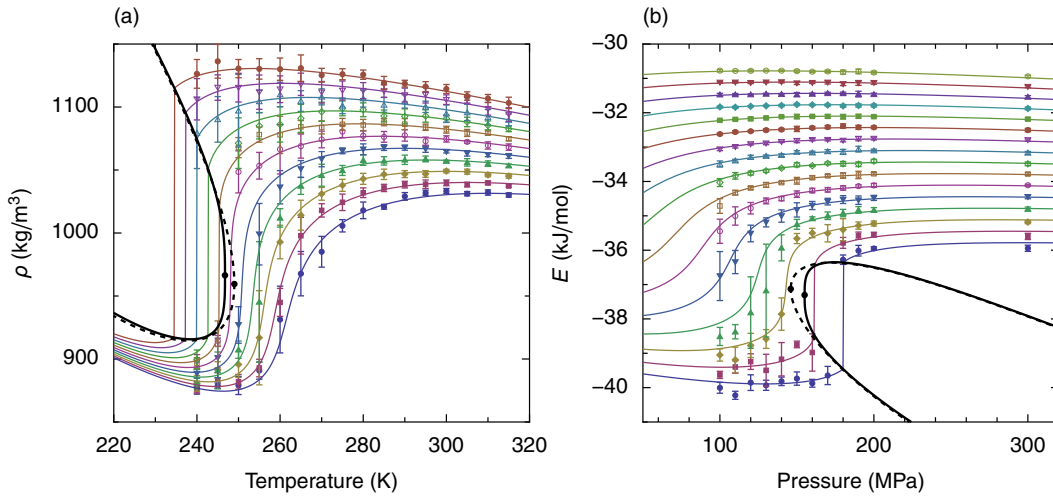 (a)
1100
1000
900
ρ (kg/m³)
220 240 260 280 300 320
Temperature (K)
(b)
−30
−32
−34
−36
−38
−40
E (kJ/mol)
100 200 300
Pressure (MPa)